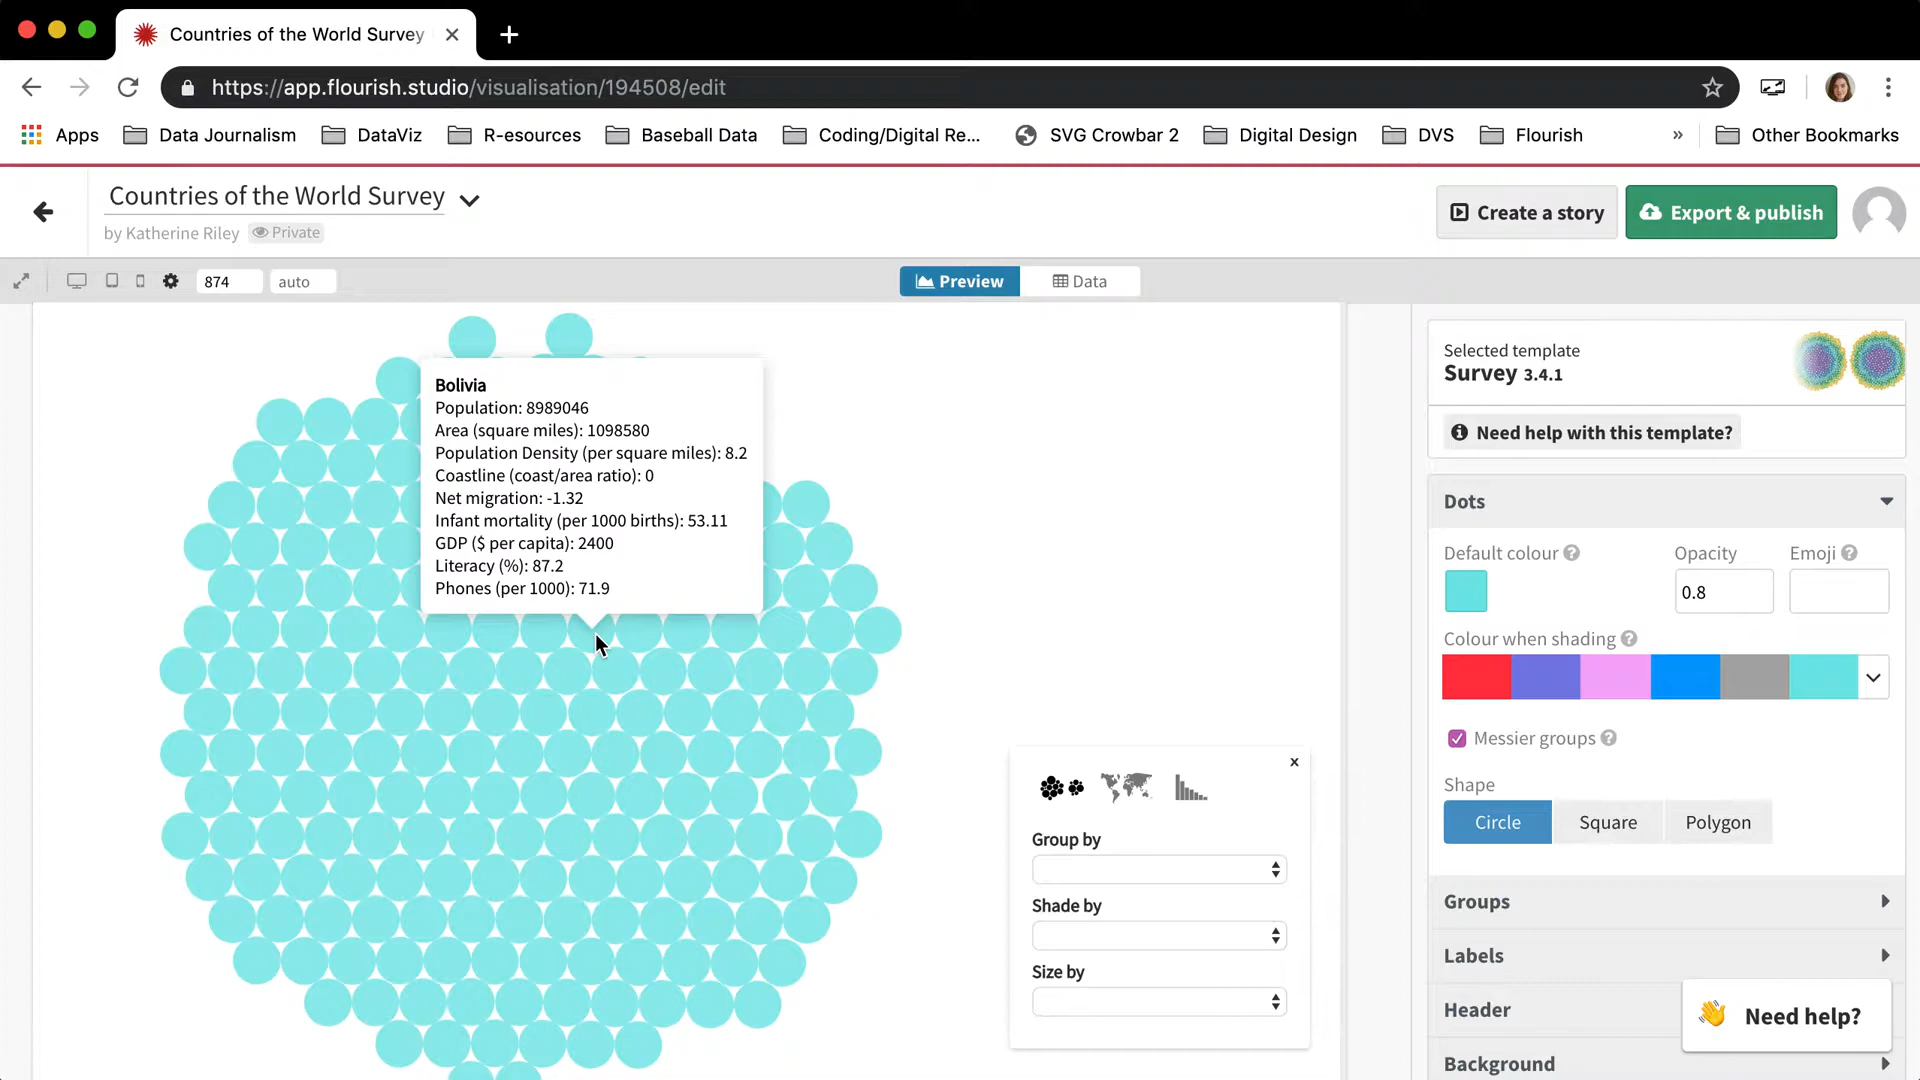 Countries of the World Survey
https://app.flourish.studio/visualisation/194508/edit
Apps Data Journalism DataViz R-esources Baseball Data Coding/Digital Re... SVG Crowbar 2 Digital Design DVS Flourish » Other Bookmarks
Countries of the World Survey
by Katherine Riley Private
Create a story
Export & publish
874 auto
Preview
Data
Bolivia
Population: 8989046
Area (square miles): 1098580
Population Density (per square miles): 8.2
Coastline (coast/area ratio): 0
Net migration: -1.32
Infant mortality (per 1000 births): 53.11
GDP ($ per capita): 2400
Literacy (%): 87.2
Phones (per 1000): 71.9
x
Group by
Shade by
Size by
Selected template
Survey 3.4.1
Need help with this template?
Dots
Default colour Opacity Emoji
0.8
Colour when shading
Messier groups
Shape
Circle Square Polygon
Groups
Labels
Header
Background
Need help?